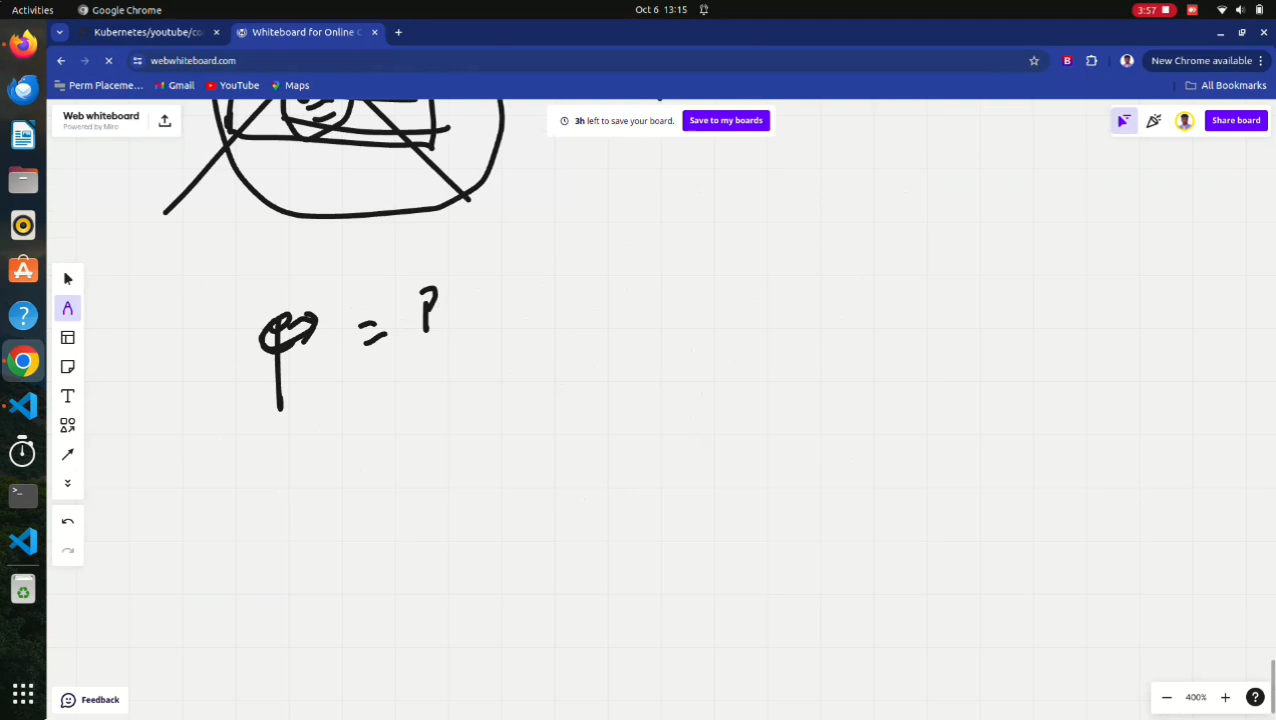 Activities Google Chrome Oct 6 13:15 3:57
Kubernetes/youtube/co Whiteboard for Online C
webwhiteboard.com New Chrome available
Perm Placeme... Gmail YouTube Maps All Bookmarks
Web whiteboard
Powered by Miro
3h left to save your board. Save to my boards Share board
= P
T
Feedback
400%